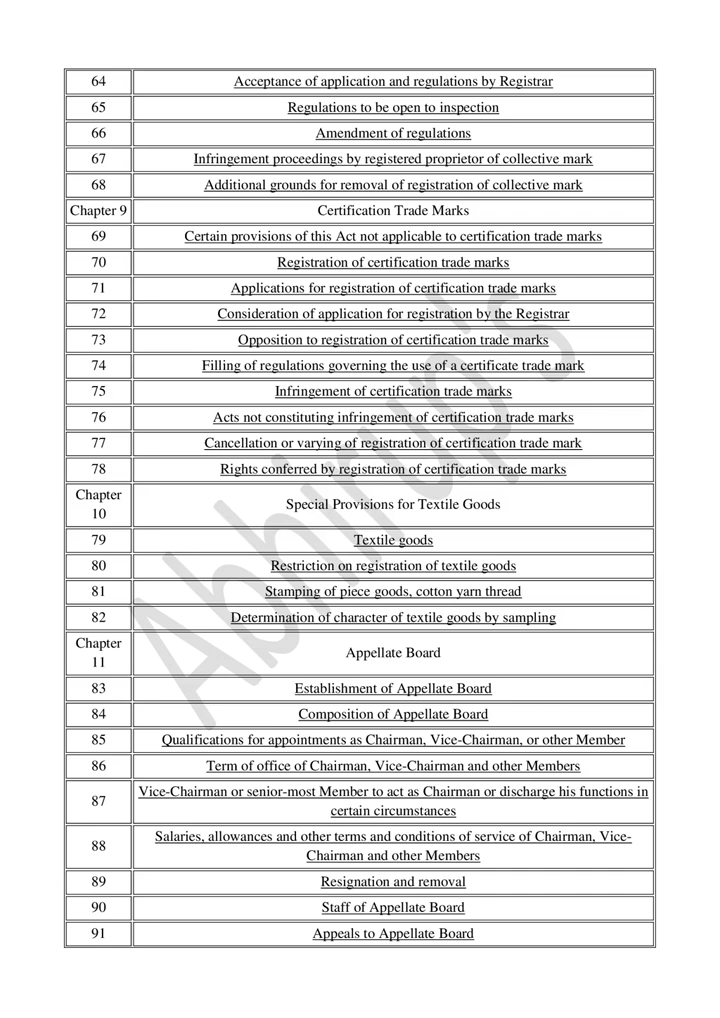 64 Acceptance of application and regulations by Registrar
65 Regulations to be open to inspection
66 Amendment of regulations
67 Infringement proceedings by registered proprietor of collective mark
68 Additional grounds for removal of registration of collective mark
Chapter 9 Certification Trade Marks
69 Certain provisions of this Act not applicable to certification trade marks
70 Registration of certification trade marks
71 Applications for registration of certification trade marks
72 Consideration of application for registration by the Registrar
73 Opposition to registration of certification trade marks
74 Filling of regulations governing the use of a certificate trade mark
75 Infringement of certification trade marks
76 Acts not constituting infringement of certification trade marks
77 Cancellation or varying of registration of certification trade mark
78 Rights conferred by registration of certification trade marks
Chapter
10
Special Provisions for Textile Goods
79 Textile goods
80 Restriction on registration of textile goods
81 Stamping of piece goods, cotton yarn thread
82 Determination of character of textile goods by sampling
Chapter
11
Appellate Board
83 Establishment of Appellate Board
84 Composition of Appellate Board
85 Qualifications for appointments as Chairman, Vice-Chairman, or other Member
86 Term of office of Chairman, Vice-Chairman and other Members
87
Vice-Chairman or senior-most Member to act as Chairman or discharge his functions in
certain circumstances
88
Salaries, allowances and other terms and conditions of service of Chairman, Vice-
Chairman and other Members
89 Resignation and removal
90 Staff of Appellate Board
91 Appeals to Appellate Board
Abhirup's